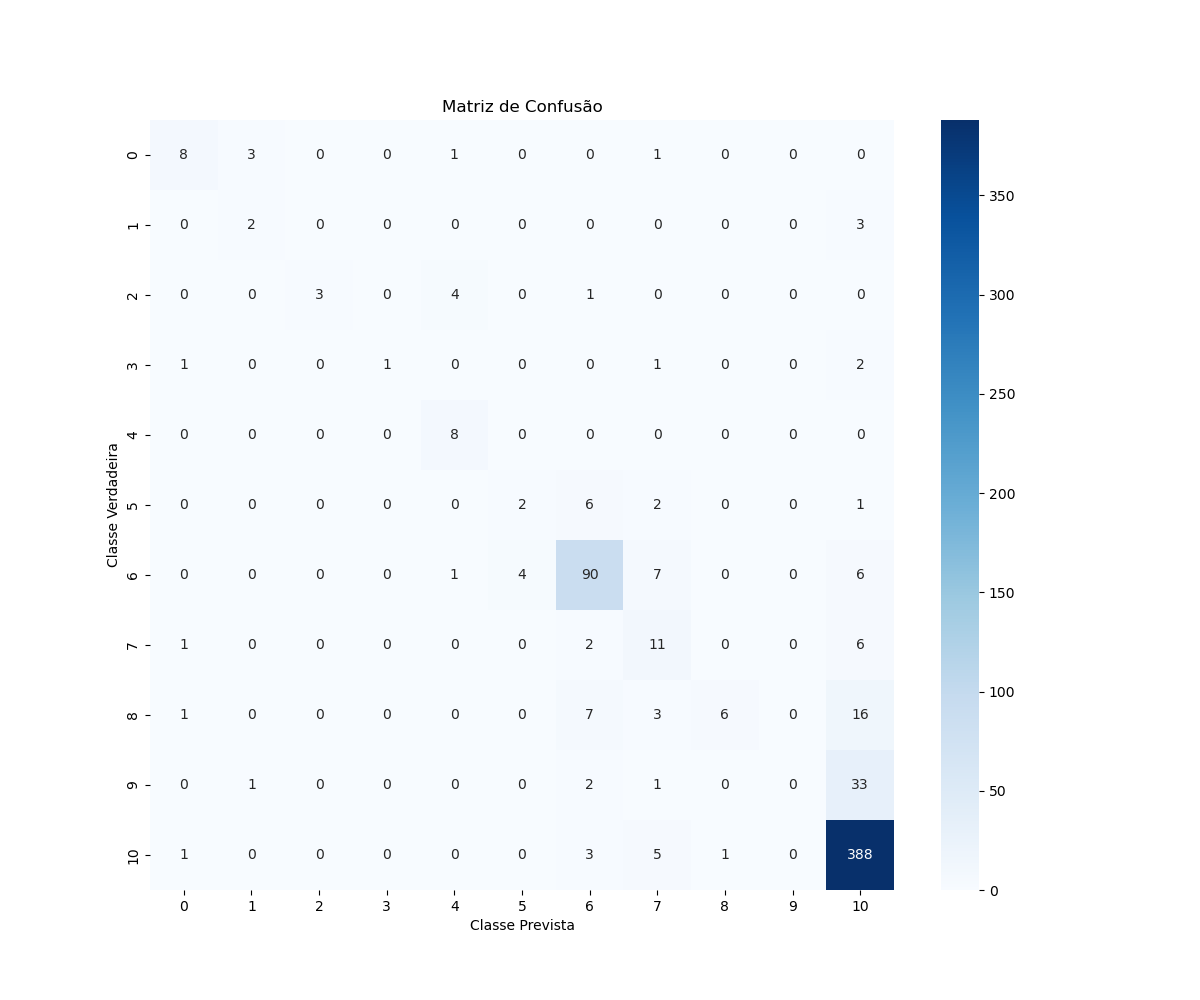 Matriz de Confusão
0 8 3 0 0 1 0 0 1 0 0 0
1 0 2 0 0 0 0 0 0 0 0 3
2 0 0 3 0 4 0 1 0 0 0 0
3 1 0 0 1 0 0 0 1 0 0 2
4 0 0 0 0 8 0 0 0 0 0 0
5 0 0 0 0 0 2 6 2 0 0 1
6 0 0 0 0 1 4 90 7 0 0 6
7 1 0 0 0 0 0 2 11 0 0 6
8 1 0 0 0 0 0 7 3 6 0 16
9 0 1 0 0 0 0 2 1 0 0 33
10 1 0 0 0 0 0 3 5 1 0 388
0 1 2 3 4 5 6 7 8 9 10
Classe Prevista
Classe Verdadeira
350
300
250
200
150
100
50
0